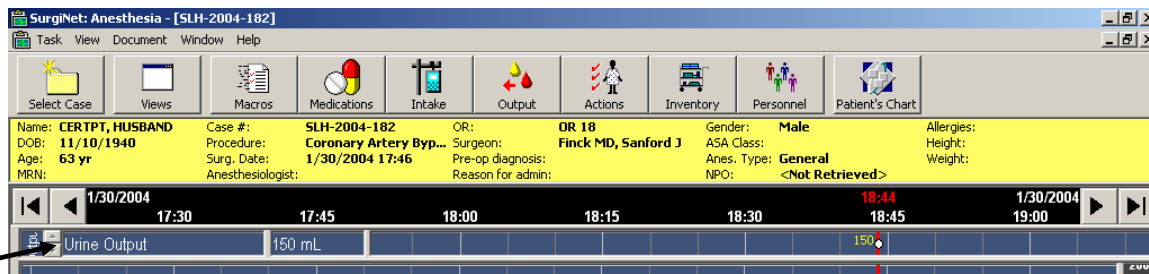 SurgiNet: Anesthesia - [SLH-2004-182]
Task View Document Window Help
Select Case Views Macros Medications Intake Output Actions Inventory Personnel Patient's Chart
Name: CERTPT, HUSBAND Case #: SLH-2004-182 OR: OR 18 Gender: Male Allergies:
DOB: 11/10/1940 Procedure: Coronary Artery Byp... Surgeon: Finck MD, Sanford J ASA Class: Height:
Age: 63 yr Surg. Date: 1/30/2004 17:46 Pre-op diagnosis: Anes. Type: General Weight:
MRN: Anesthesiologist: Reason for admin: NPO: <Not Retrieved>
1/30/2004 18:44 1/30/2004
17:30 17:45 18:00 18:15 18:30 18:45 19:00
Urine Output 150 mL 150